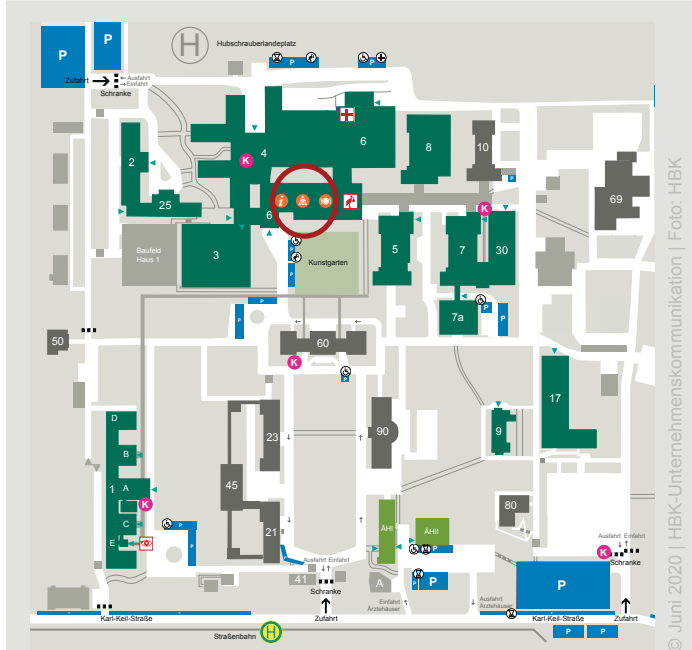 P
P
H
Hubschrauberlandeplatz
P
P
Zufahrt
Ausfahrt
Einfahrt
Schranke
2
4
K
6
8
10
25
6
69
K
Baufeld
Haus 1
3
Kunstgarten
5
7
30
P
P
P
P
7a
P
P
50
60
K
P
17
D
B
1
A
K
C
E
23
45
21
90
9
80
P
ÄHI
ÄHII
P
P
A
41
Ausfahrt Einfahrt
Schranke
Zufahrt
Einfahrt
Ärztehäuser
Ausfahrt
Ärztehäuser
P
K
Ausfahrt Einfahrt
Schranke
Karl-Keil-Straße
Karl-Keil-Straße
Zufahrt
Straßenbahn
H
P
P
© Juni 2020 | HBK-Unternehmenskommunikation | Foto: HBK